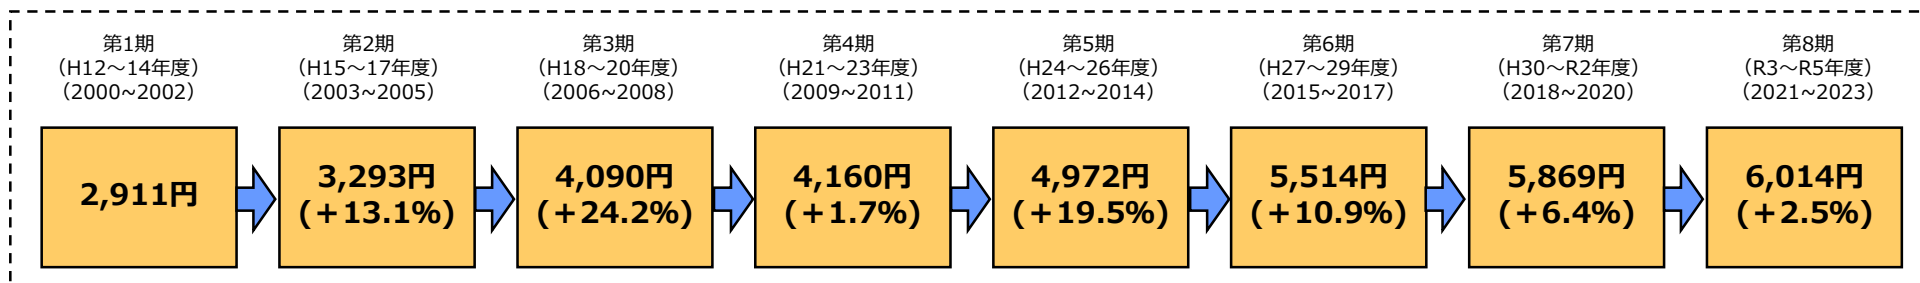 第1期
（H12～14年度）
（2000~2002）
2,911円
第2期
（H15～17年度）
（2003~2005）
3,293円
(＋13.1%)
第3期
（H18～20年度）
（2006~2008）
4,090円
(＋24.2%)
第4期
（H21～23年度）
（2009~2011）
4,160円
(＋1.7%)
第5期
（H24～26年度）
（2012~2014）
4,972円
(＋19.5%)
第6期
（H27～29年度）
（2015~2017）
5,514円
(＋10.9%)
第7期
（H30～R2年度）
（2018~2020）
5,869円
(＋6.4%)
第8期
（R3～R5年度）
（2021~2023）
6,014円
(＋2.5%)